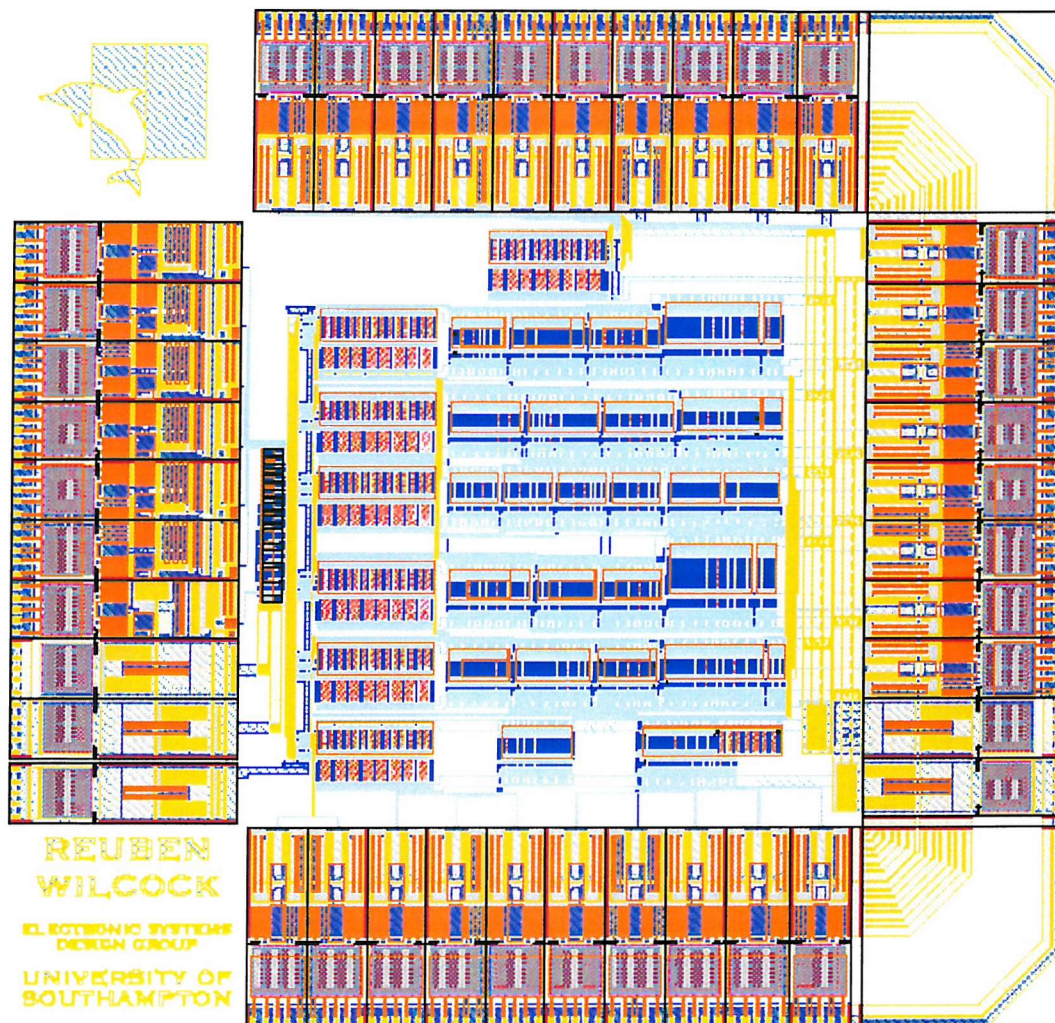 REUBEN
WILCOCK
ELECTRONIC SYSTEMS
DESIGN GROUP
UNIVERSITY OF
SOUTHAMPTON